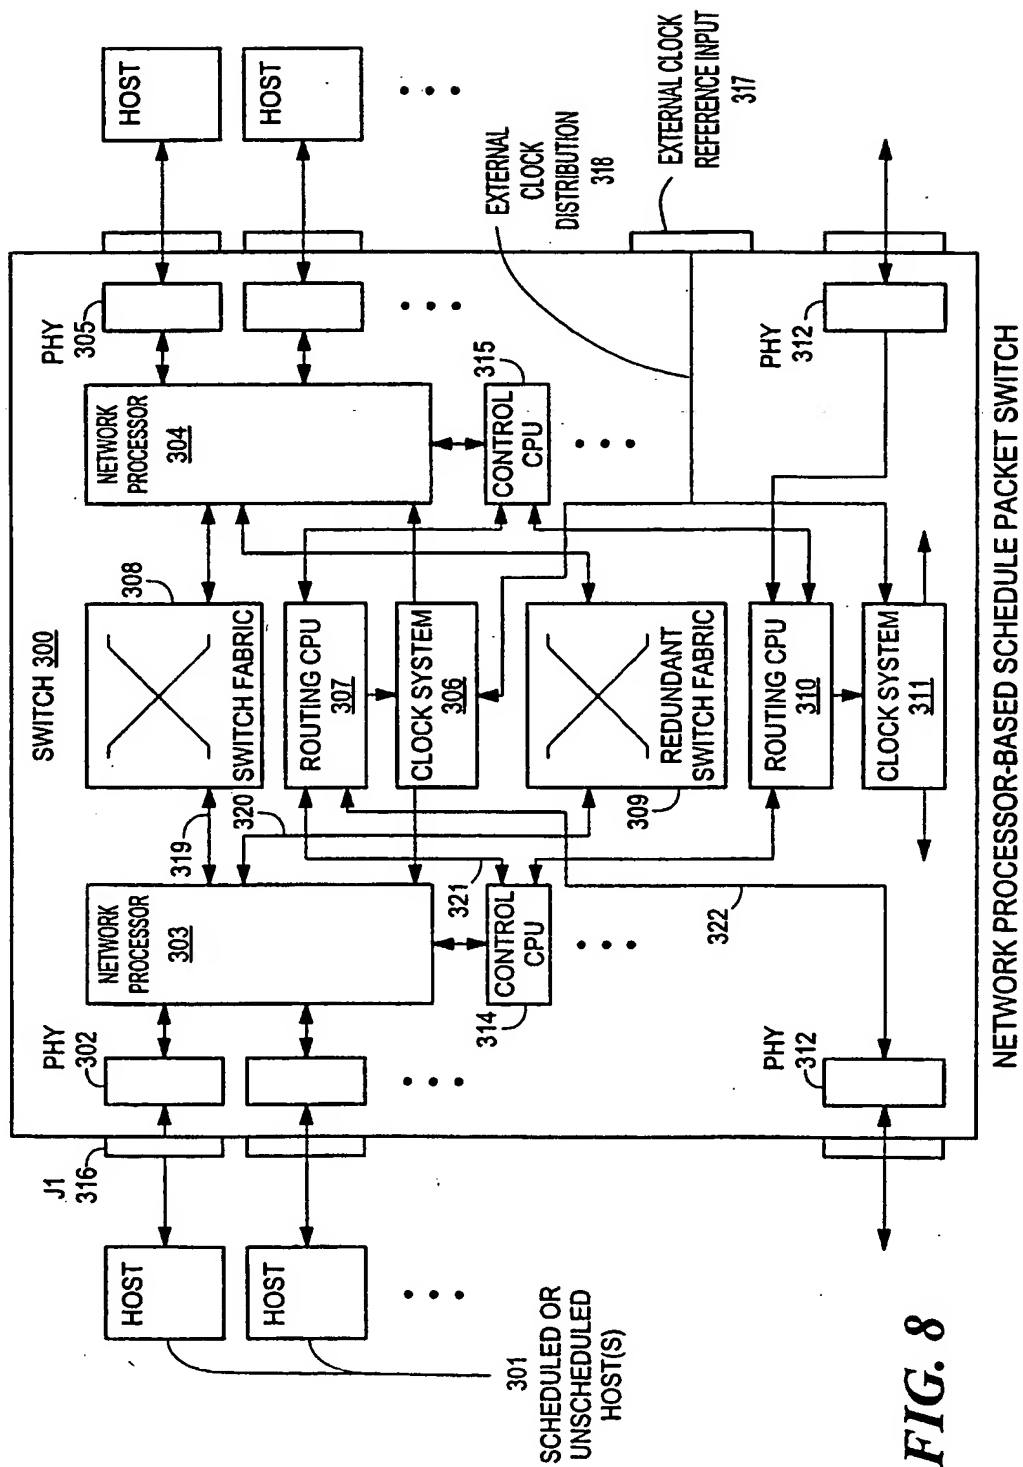 SWITCH 300
HOST
HOST
301
SCHEDULED OR
UNSCHEDULED
HOST(S)
J1
316
PHY
302
NETWORK
PROCESSOR
303
319
320
321
322
CONTROL
CPU
314
PHY
312
308
SWITCH FABRIC
ROUTING CPU
307
CLOCK SYSTEM
306
REDUNDANT
SWITCH FABRIC
309
ROUTING CPU
310
CLOCK SYSTEM
311
NETWORK
PROCESSOR
304
CONTROL
CPU
315
PHY
305
PHY
312
HOST
HOST
EXTERNAL
CLOCK
DISTRIBUTION
318
EXTERNAL CLOCK
REFERENCE INPUT
317
NETWORK PROCESSOR-BASED SCHEDULE PACKET SWITCH
FIG. 8